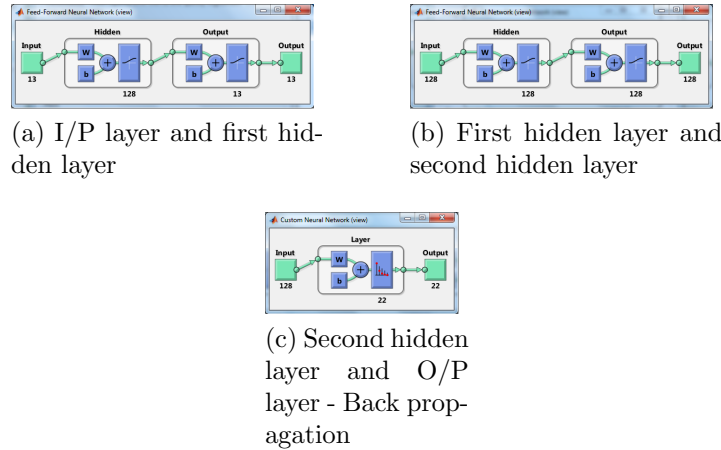 Feed-Forward Neural Network (view)
Hidden
Output
Input
Output
W
b
+
W
b
+
13
128
13
13
(a) I/P layer and first hid-
den layer
Feed-Forward Neural Network (view)
Hidden
Output
Input
Output
W
b
+
W
b
+
128
128
128
128
(b) First hidden layer and
second hidden layer
Custom Neural Network (view)
Layer
Input
Output
W
b
+
128
22
22
(c) Second hidden
layer and O/P
layer - Back prop-
agation